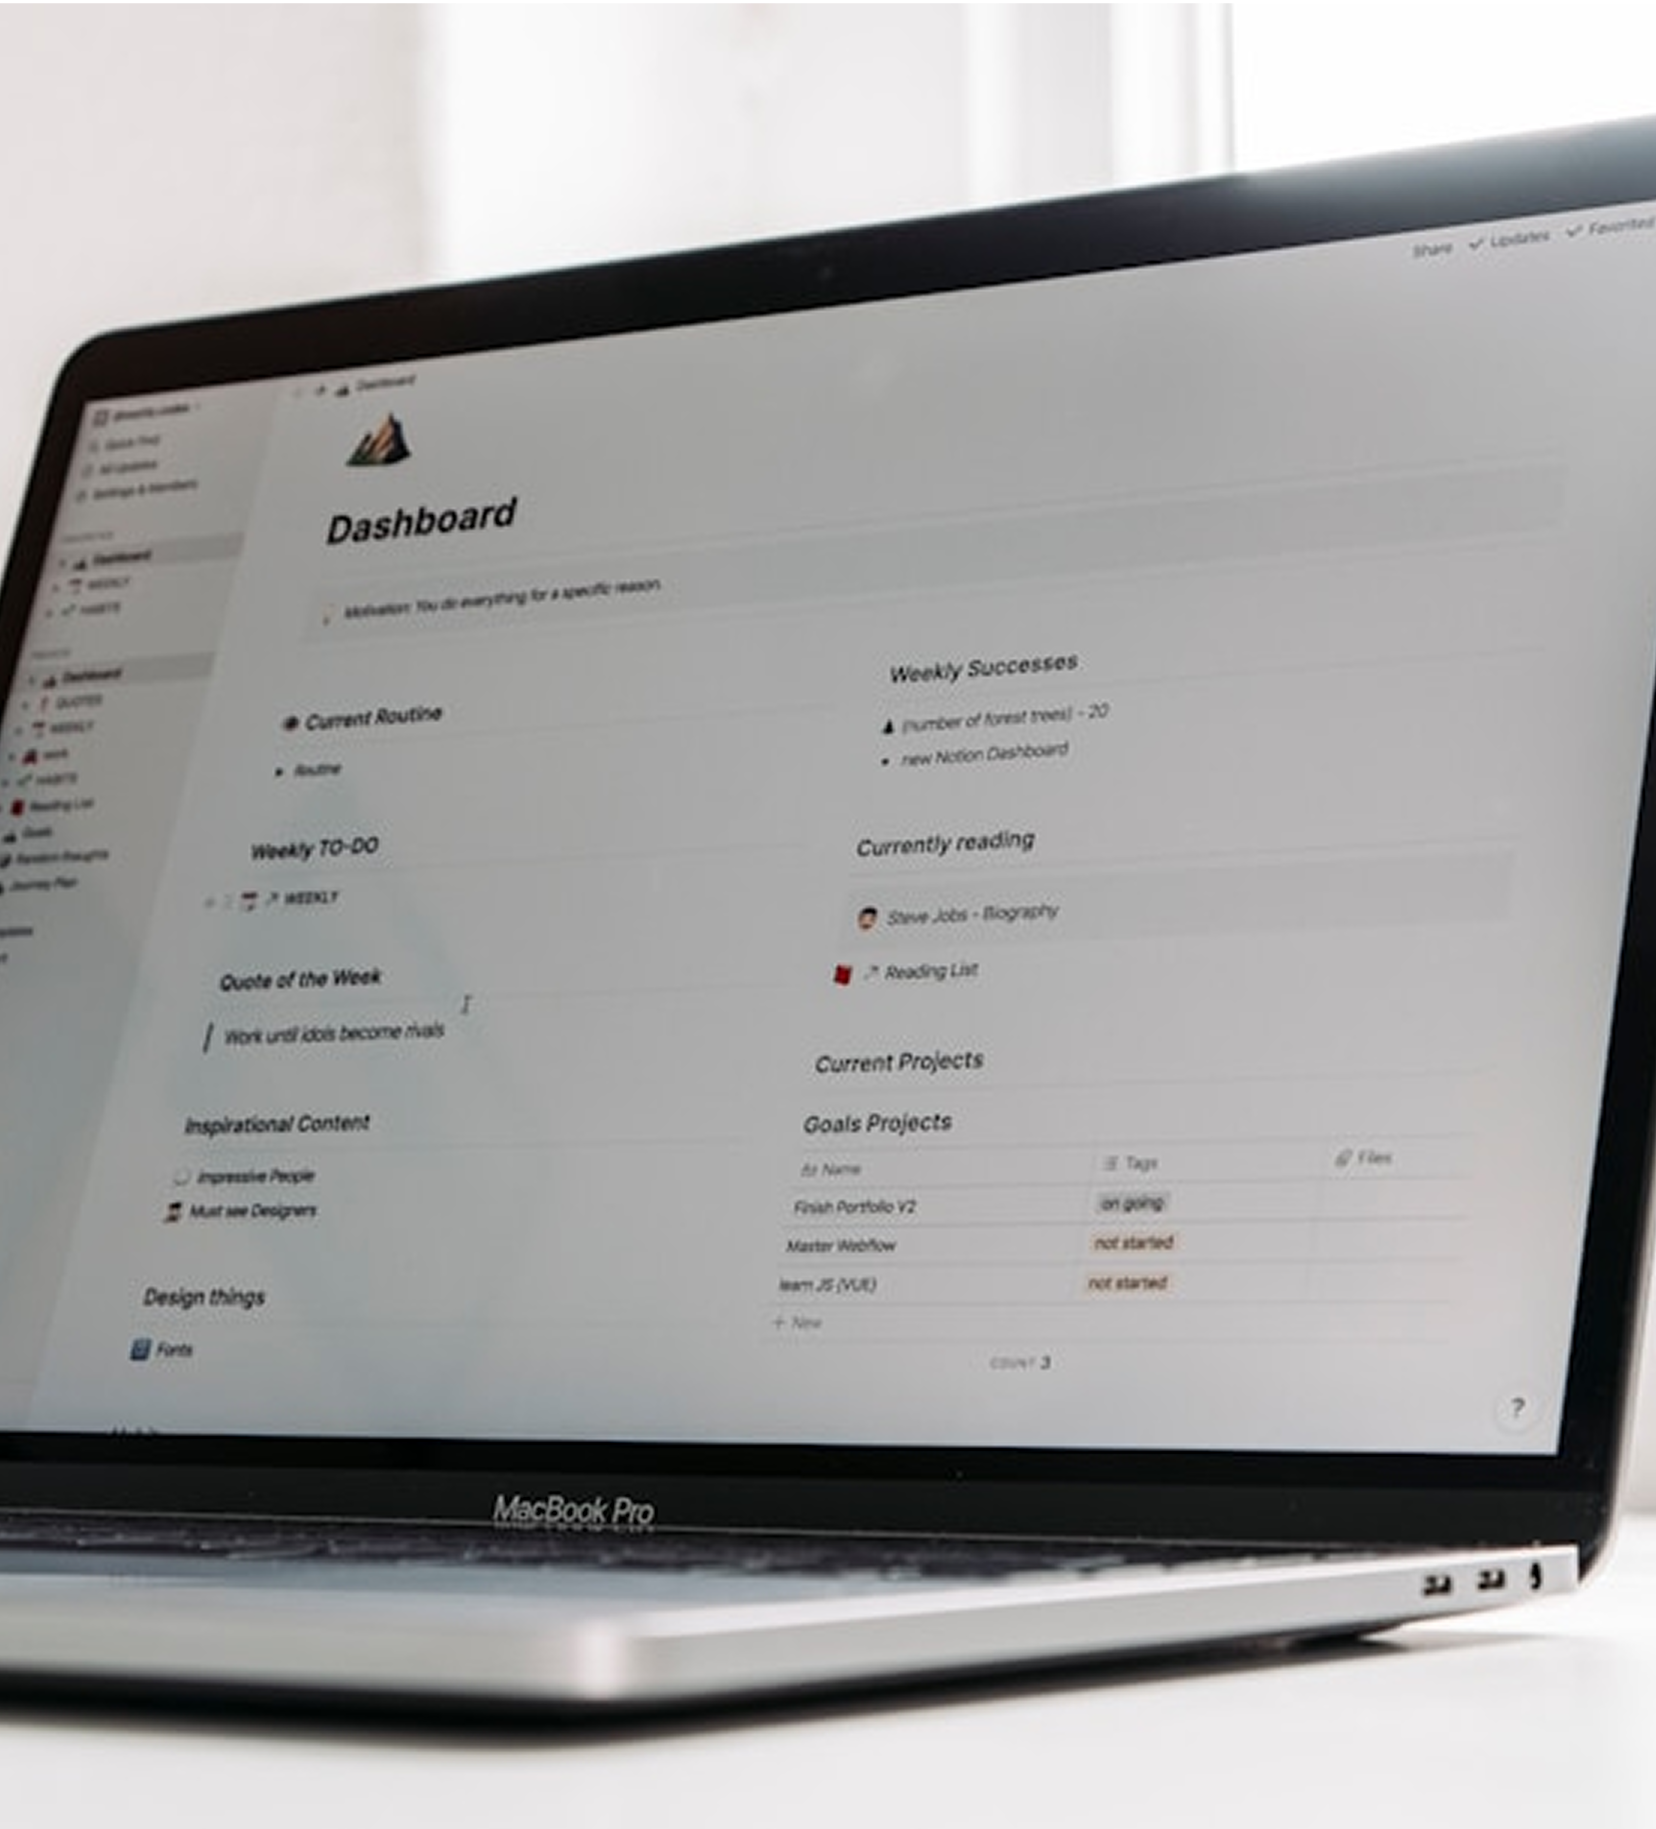 Share ✓ Updates ✓ Favorited
Dashboard
Quick Find
All Updates
Settings & Members
FAVORITES
Dashboard
WEEKLY
HABITS
PRIVATE
Dashboard
QUOTES
WEEKLY
work
HABITS
Reading List
Goals
Random thoughts
Journey Plan
Dashboard
Motivation: You do everything for a specific reason.
Current Routine
Routine
Weekly TO-DO
WEEKLY
Quote of the Week
Work until idols become rivals
Inspirational Content
Impressive People
Must see Designers
Design things
Fonts
Weekly Successes
(number of forest trees) - 20
new Notion Dashboard
Currently reading
Steve Jobs - Biography
Reading List
Current Projects
Goals Projects
Name Tags Files
Finish Portfolio V2 on going
Master Webflow not started
learn JS (VUE) not started
+ New
COUNT 3
?
MacBook Pro